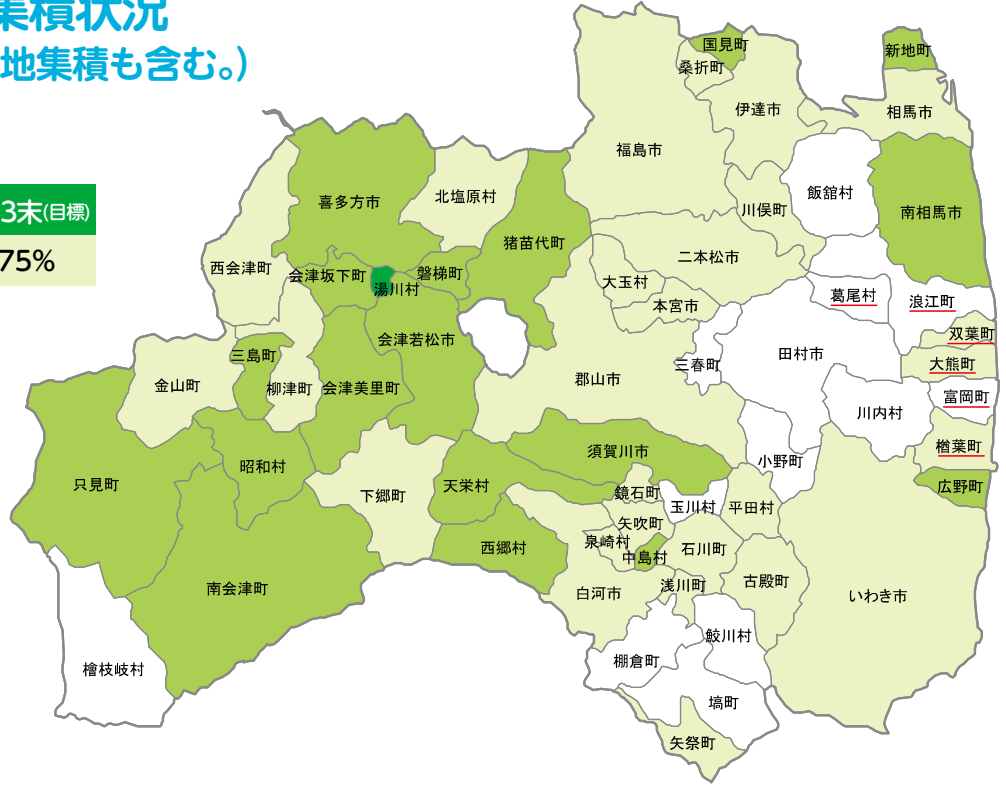 集積状況
地集積も含む。)
3末(目標)
75%
国見町
新地町
桑折町
伊達市
相馬市
福島市
飯舘村
喜多方市
北塩原村
川俣町
南相馬市
猪苗代町
二本松市
西会津町
会津坂下町
磐梯町
湯川村
大玉村
葛尾村
浪江町
本宮市
双葉町
会津若松市
三島町
田村市
三春町
大熊町
金山町
柳津町
会津美里町
郡山市
富岡町
川内村
楢葉町
須賀川市
小野町
昭和村
只見町
天栄村
広野町
下郷町
鏡石町
玉川村
平田村
矢吹町
泉崎村
西郷村
中島村
石川町
南会津町
浅川町
古殿町
白河市
いわき市
鮫川村
檜枝岐村
棚倉町
塙町
矢祭町